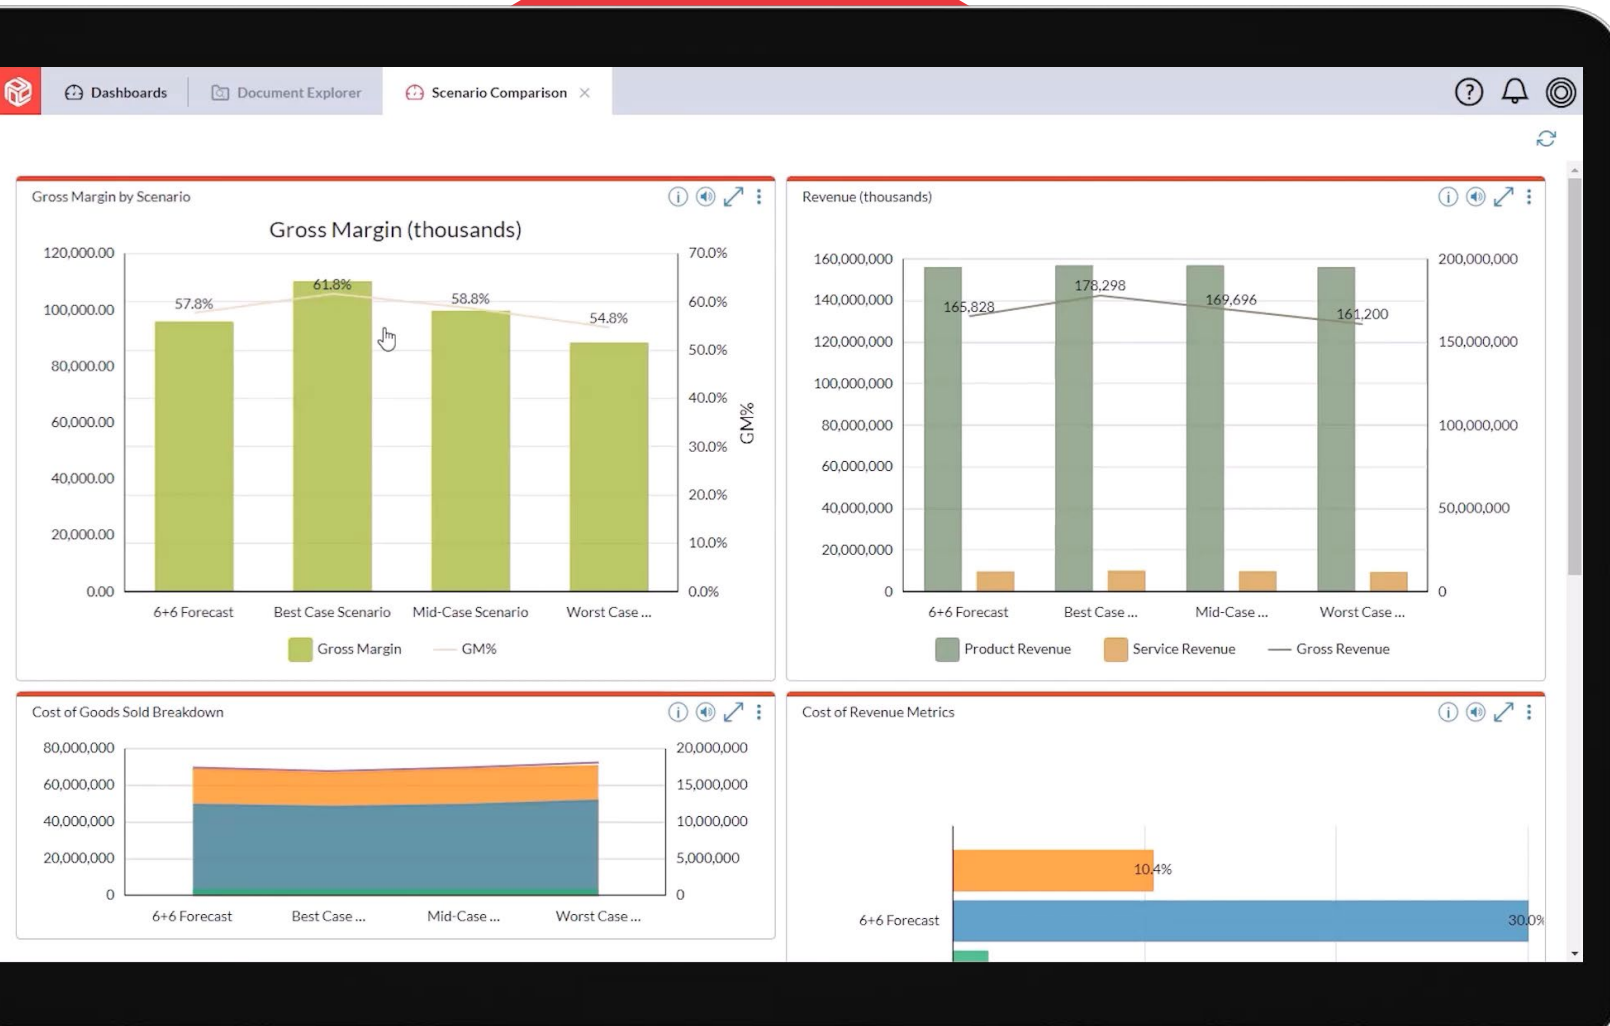 Dashboards
Document Explorer
Scenario Comparison
Gross Margin by Scenario
Gross Margin (thousands)
120,000.00
100,000.00
80,000.00
60,000.00
40,000.00
20,000.00
0.00
57.8%
61.8%
58.8%
54.8%
70.0%
60.0%
50.0%
40.0%
30.0%
20.0%
10.0%
0.0%
GM%
6+6 Forecast
Best Case Scenario
Mid-Case Scenario
Worst Case ...
Gross Margin
GM%
Revenue (thousands)
160,000,000
140,000,000
120,000,000
100,000,000
80,000,000
60,000,000
40,000,000
20,000,000
0
165,828
178,298
169,696
161,200
200,000,000
150,000,000
100,000,000
50,000,000
0
6+6 Forecast
Best Case ...
Mid-Case ...
Worst Case ...
Product Revenue
Service Revenue
Gross Revenue
Cost of Goods Sold Breakdown
80,000,000
60,000,000
40,000,000
20,000,000
0
20,000,000
15,000,000
10,000,000
5,000,000
0
6+6 Forecast
Best Case ...
Mid-Case ...
Worst Case ...
Cost of Revenue Metrics
10.4%
6+6 Forecast
30.0%